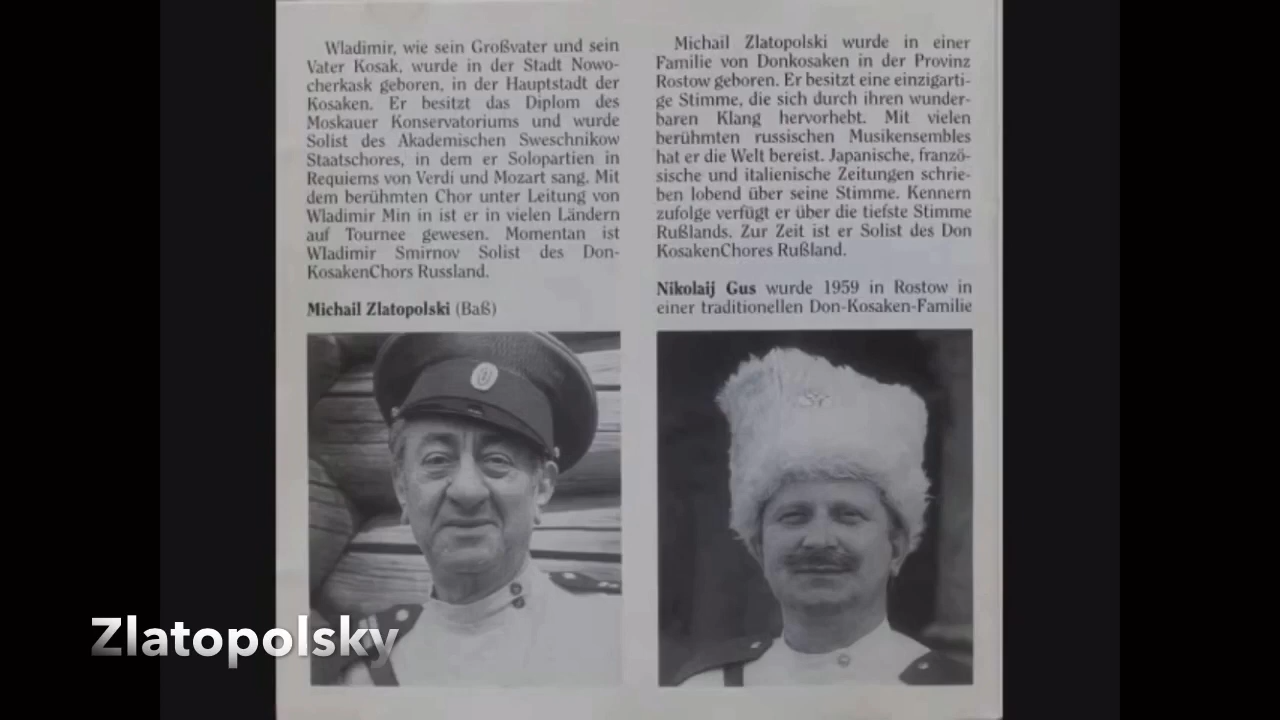 Wladimir, wie sein Großvater und sein
Vater Kosak, wurde in der Stadt Nowo-
cherkask geboren, in der Hauptstadt der
Kosaken. Er besitzt das Diplom des
Moskauer Konservatoriums und wurde
Solist des Akademischen Sweschnikow
Staatschores, in dem er Solopartien in
Requiems von Verdi und Mozart sang. Mit
dem berühmten Chor unter Leitung von
Wladimir Min in ist er in vielen Ländern
auf Tournee gewesen. Momentan ist
Wladimir Smirnov Solist des Don-
KosakenChors Russland.
Michail Zlatopolski (Baß)
Michail Zlatopolski wurde in einer
Familie von Donkosaken in der Provinz
Rostow geboren. Er besitzt eine einzigarti-
ge Stimme, die sich durch ihren wunder-
baren Klang hervorhebt. Mit vielen
berühmten russischen Musikensembles
hat er die Welt bereist. Japanische, franzö-
sische und italienische Zeitungen schrie-
ben lobend über seine Stimme. Kennern
zufolge verfügt er über die tiefste Stimme
Rußlands. Zur Zeit ist er Solist des Don
KosakenChores Rußland.
Nikolaij Gus wurde 1959 in Rostow in
einer traditionellen Don-Kosaken-Familie
Zlatopolsky